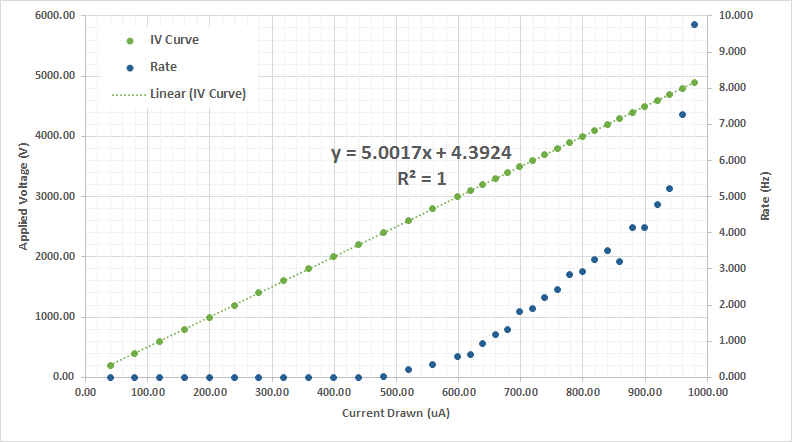 6000.00
5000.00
4000.00
3000.00
2000.00
1000.00
0.00
Applied Voltage (V)
IV Curve
Rate
Linear (IV Curve)
y = 5.0017x + 4.3924
R² = 1
10.000
9.000
8.000
7.000
6.000
5.000
4.000
3.000
2.000
1.000
0.000
Rate (Hz)
0.00 100.00 200.00 300.00 400.00 500.00 600.00 700.00 800.00 900.00 1000.00
Current Drawn (uA)